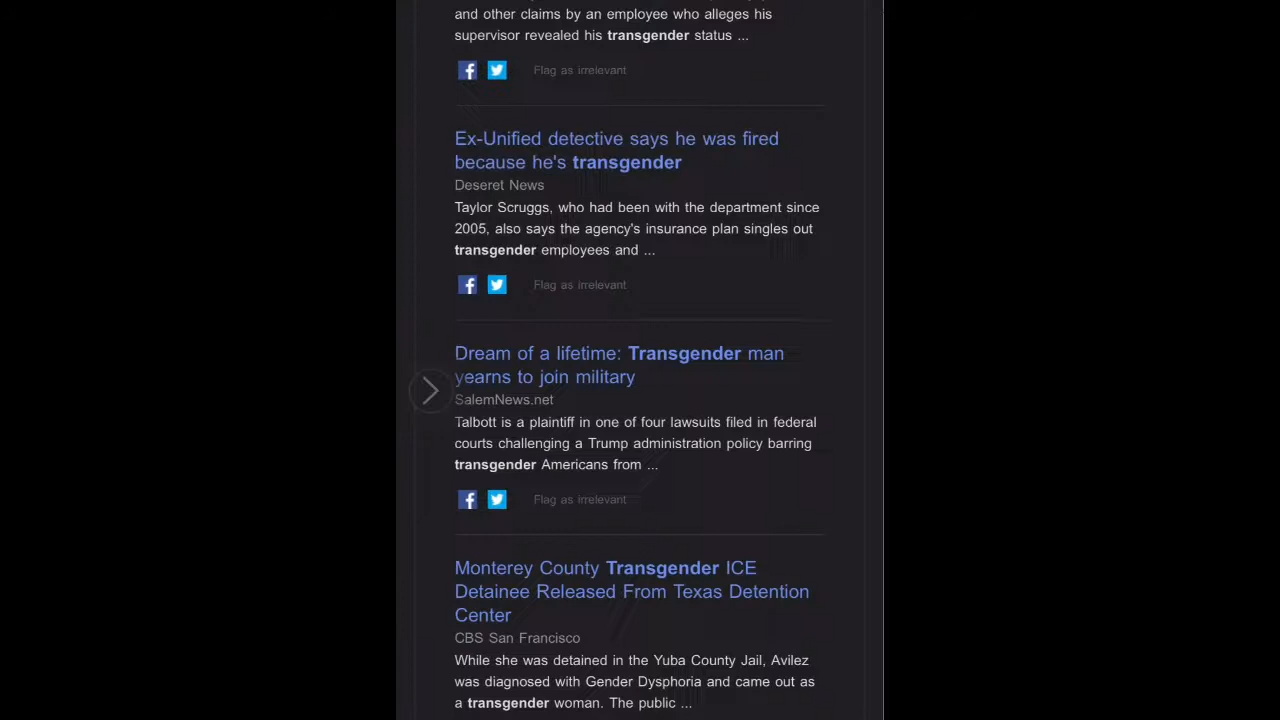 and other claims by an employee who alleges his
supervisor revealed his transgender status ...
Flag as irrelevant
Ex-Unified detective says he was fired
because he's transgender
Deseret News
Taylor Scruggs, who had been with the department since
2005, also says the agency's insurance plan singles out
transgender employees and ...
Flag as irrelevant
Dream of a lifetime: Transgender man
yearns to join military
SalemNews.net
Talbott is a plaintiff in one of four lawsuits filed in federal
courts challenging a Trump administration policy barring
transgender Americans from ...
Flag as irrelevant
Monterey County Transgender ICE
Detainee Released From Texas Detention
Center
CBS San Francisco
While she was detained in the Yuba County Jail, Avilez
was diagnosed with Gender Dysphoria and came out as
a transgender woman. The public ...